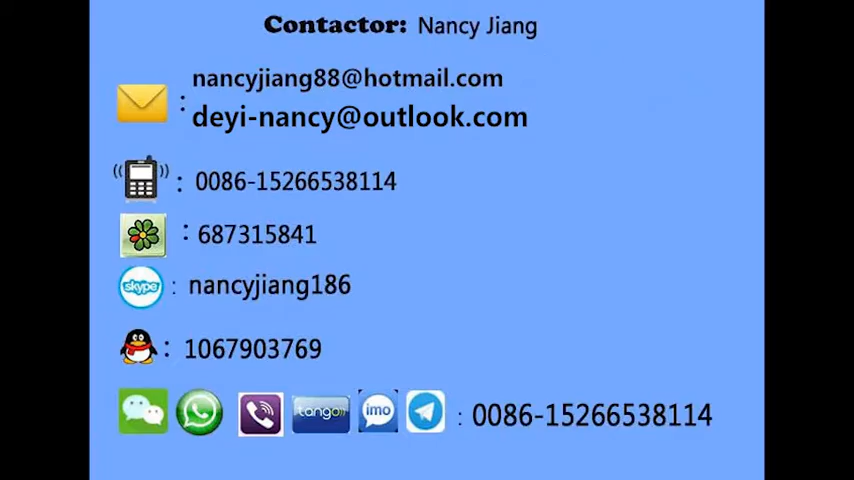 Contactor: Nancy Jiang
nancyjiang88@hotmail.com
: deyi-nancy@outlook.com
: 0086-15266538114
: 687315841
skype : nancyjiang186
: 1067903769
tango imo : 0086-15266538114